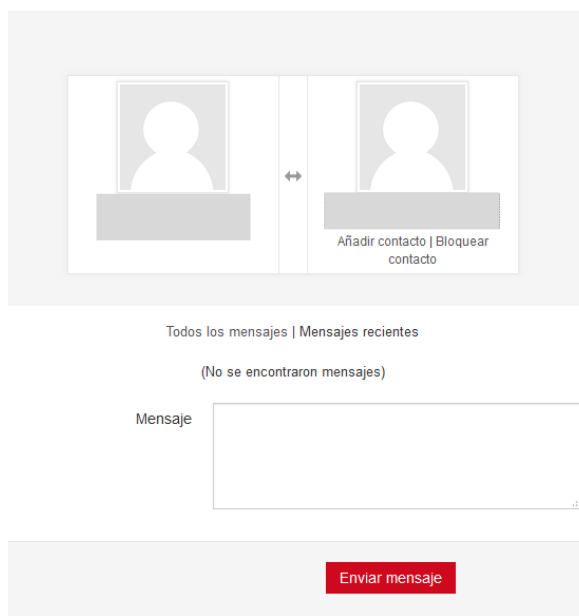 Añadir contacto | Bloquear
contacto
Todos los mensajes | Mensajes recientes
(No se encontraron mensajes)
Mensaje
Enviar mensaje